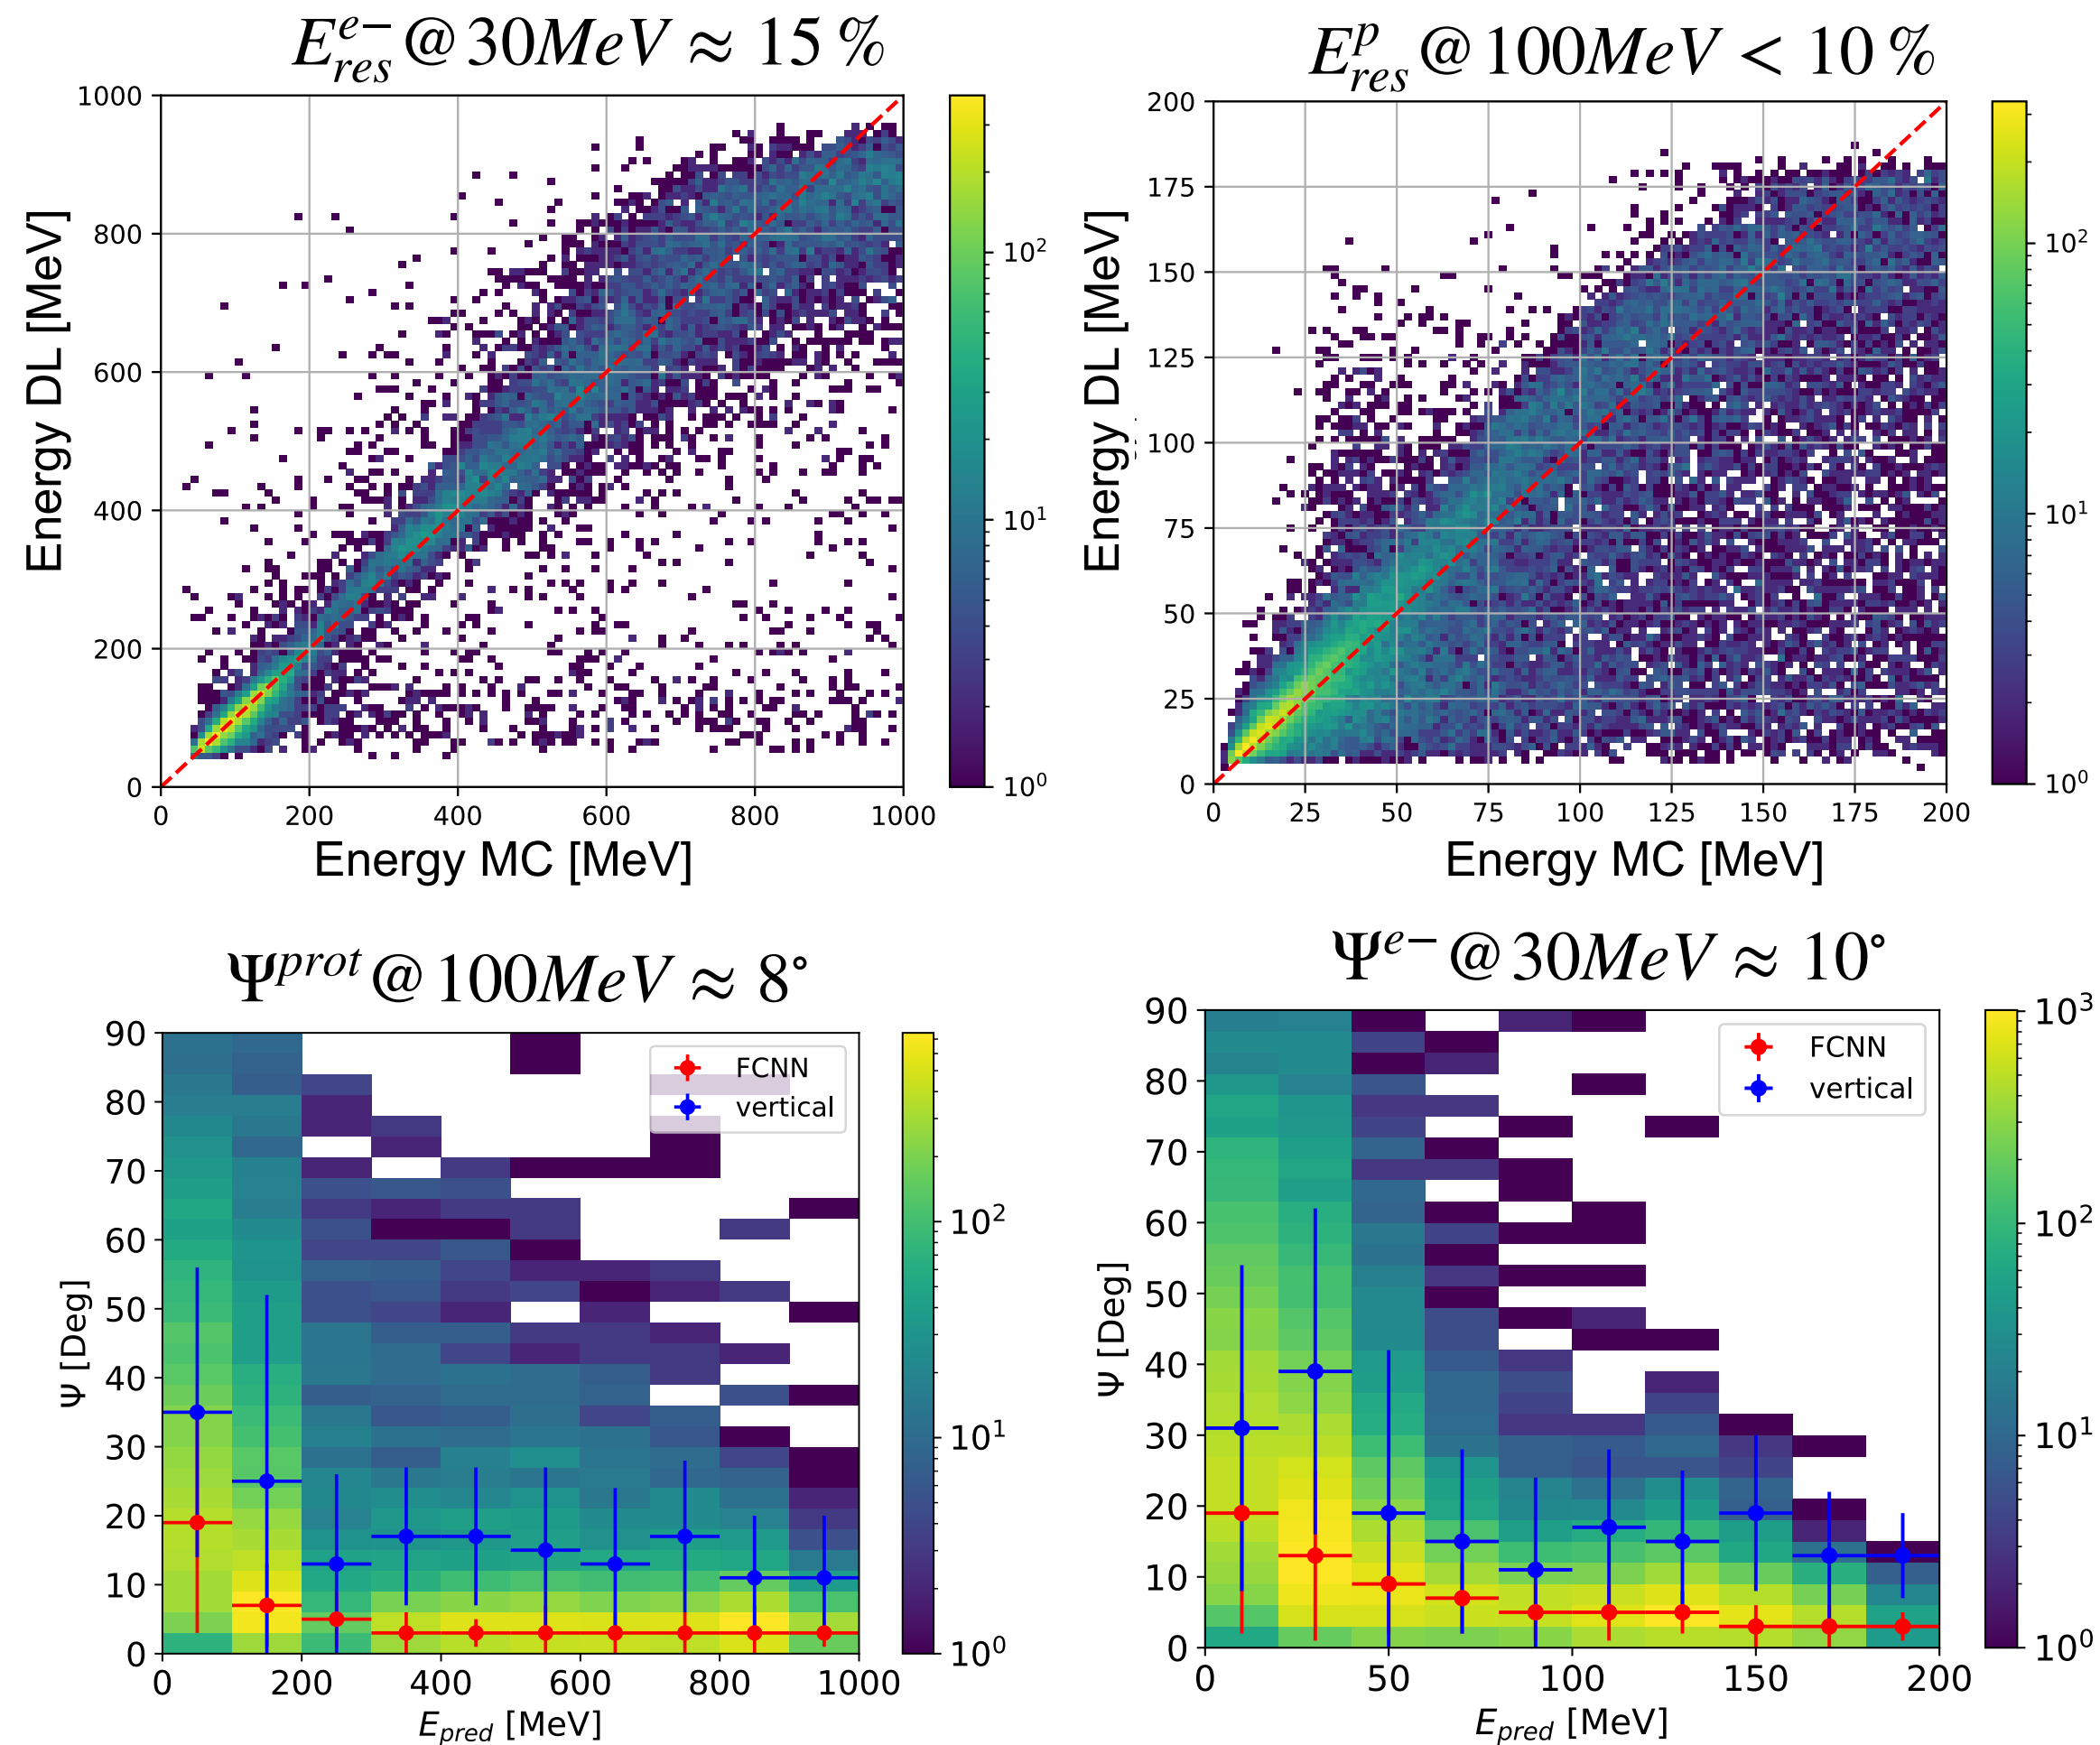 E_{res}^{e-}@30MeV ≈ 15 %
1000
800
600
400
200
0
0 200 400 600 800 1000
Energy DL [MeV]
Energy MC [MeV]
10^2
10^1
10^0
E_{res}^{p}@100MeV < 10 %
200
175
150
125
100
75
50
25
0
0 25 50 75 100 125 150 175 200
Energy DL [MeV]
Energy MC [MeV]
10^2
10^1
10^0
Ψ^{prot}@100MeV ≈ 8°
90
80
70
60
50
40
30
20
10
0
0 200 400 600 800 1000
Ψ [Deg]
E_{pred} [MeV]
FCNN
vertical
10^2
10^1
10^0
Ψ^{e-}@30MeV ≈ 10°
90
80
70
60
50
40
30
20
10
0
0 50 100 150 200
Ψ [Deg]
E_{pred} [MeV]
FCNN
vertical
10^3
10^2
10^1
10^0